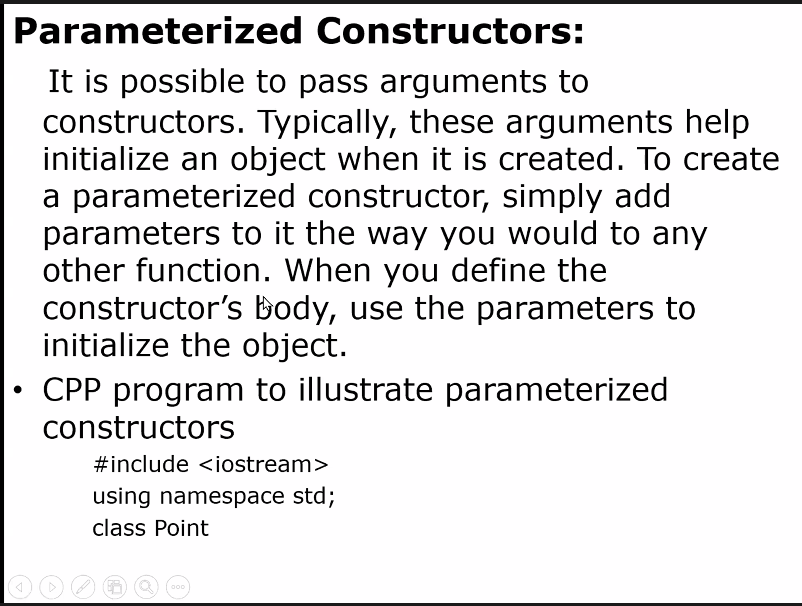 Parameterized Constructors:
It is possible to pass arguments to
constructors. Typically, these arguments help
initialize an object when it is created. To create
a parameterized constructor, simply add
parameters to it the way you would to any
other function. When you define the
constructor’s body, use the parameters to
initialize the object.
• CPP program to illustrate parameterized
constructors
#include <iostream>
using namespace std;
class Point